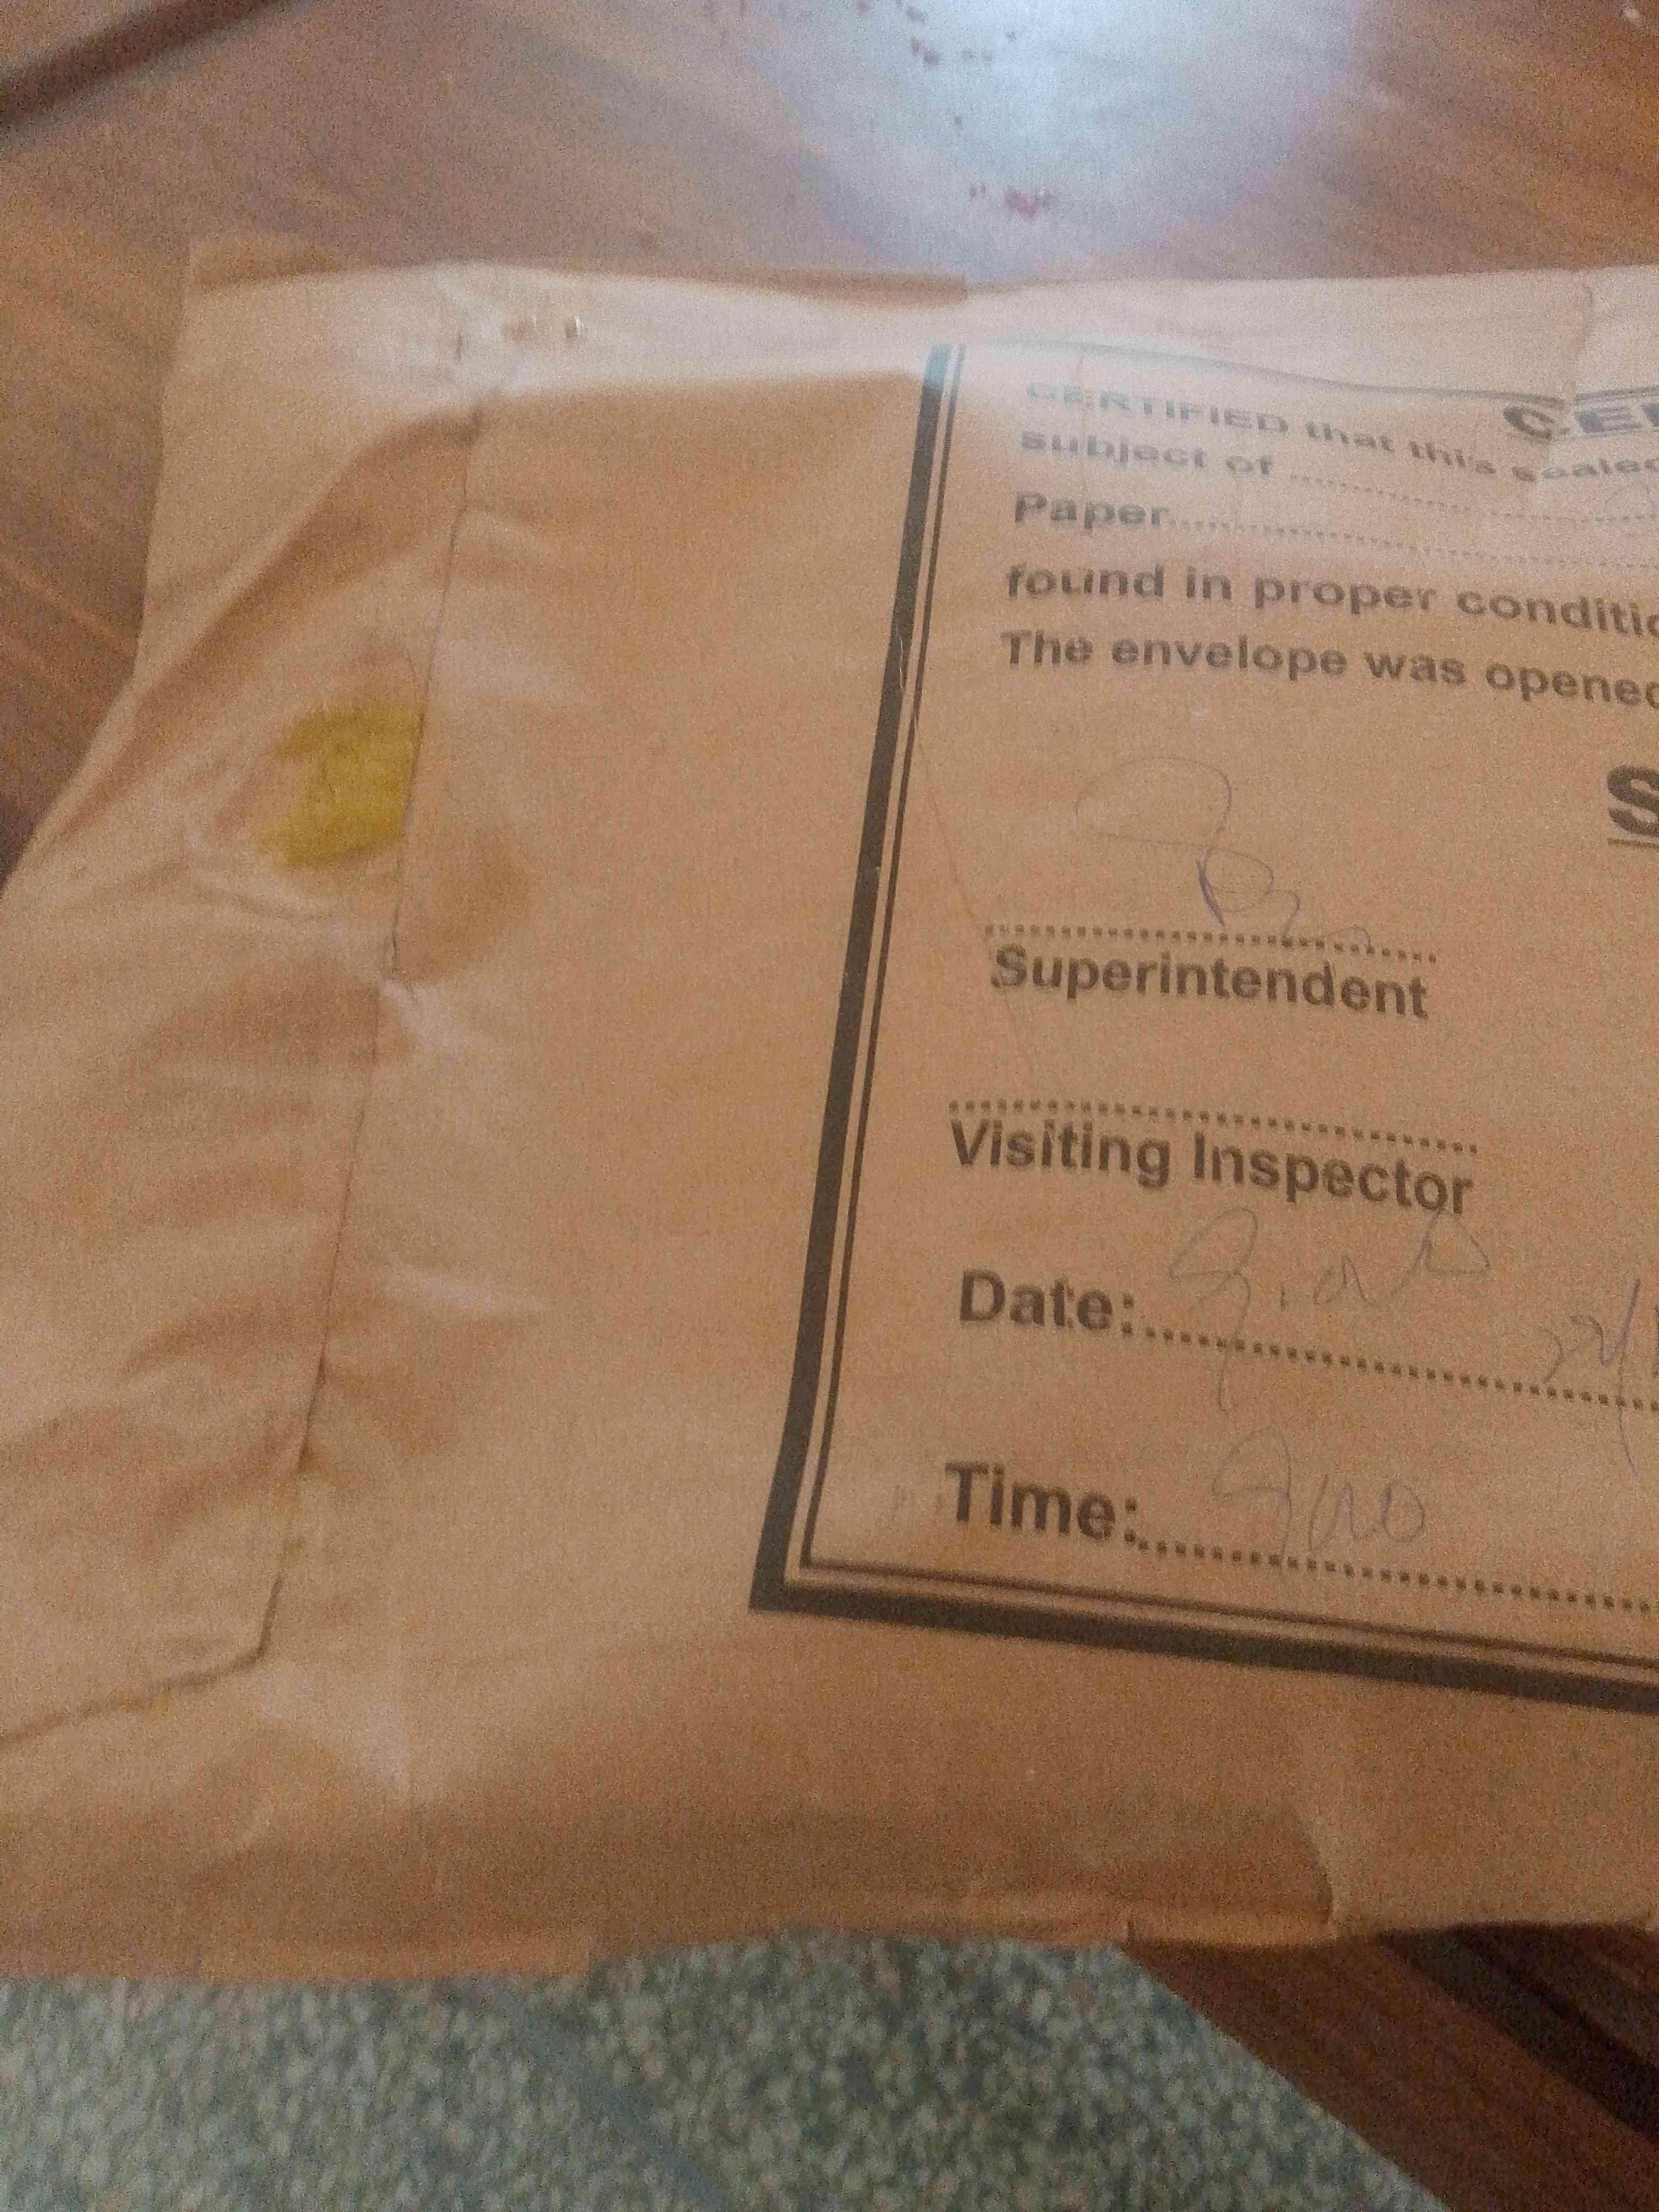 CE
CERTIFIED that this sealed
subject of
Paper
found in proper conditio
The envelope was opened
S
Superintendent
Visiting Inspector
Date:
Time: